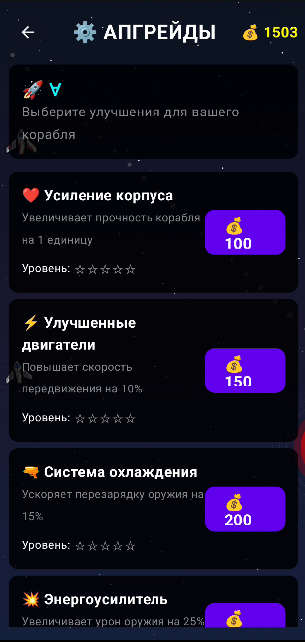 ← ⚙️ АПГРЕЙДЫ 💰 1503
🚀 ∀
Выберите улучшения для вашего
корабля
❤️ Усиление корпуса
Увеличивает прочность корабля
на 1 единицу
💰
100
Уровень: ☆☆☆☆☆
⚡ Улучшенные
двигатели
Повышает скорость
передвижения на 10%
💰
150
Уровень: ☆☆☆☆☆
🔫 Система охлаждения
Ускоряет перезарядку оружия на
15%
💰
200
Уровень: ☆☆☆☆☆
💥 Энергоусилитель
Увеличивает урон оружия на 25%
💰